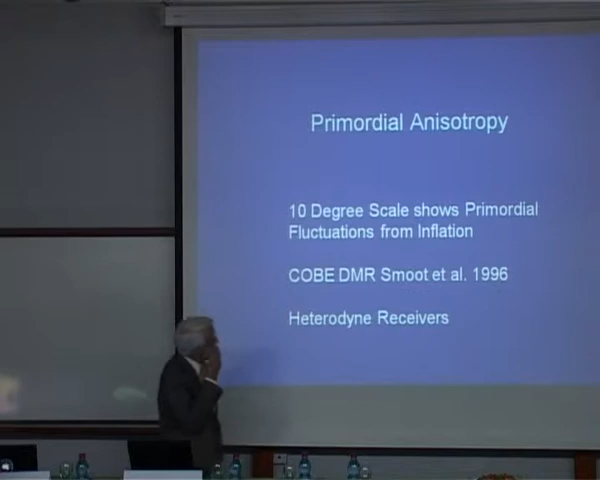 Primordial Anisotropy
10 Degree Scale shows Primordial
Fluctuations from Inflation
COBE DMR Smoot et al. 1996
Heterodyne Receivers